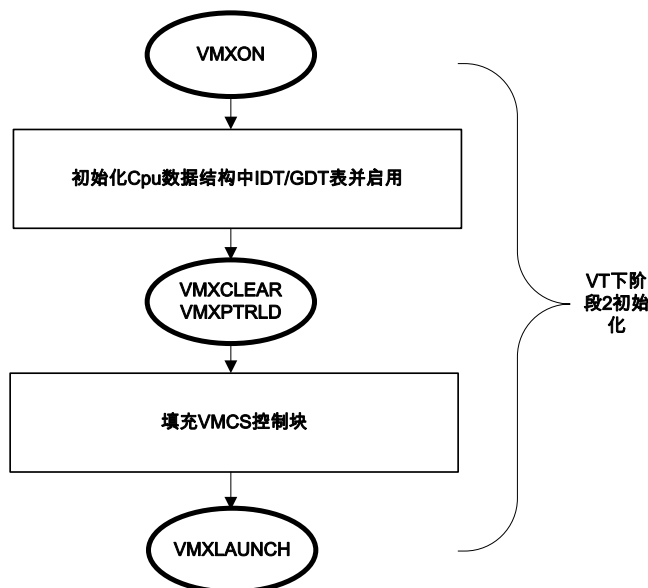 VMXON
初始化Cpu数据结构中IDT/GDT表并启用
VMXCLEAR
VMXPTRLD
VT下阶
段2初始
化
填充VMCS控制块
VMXLAUNCH